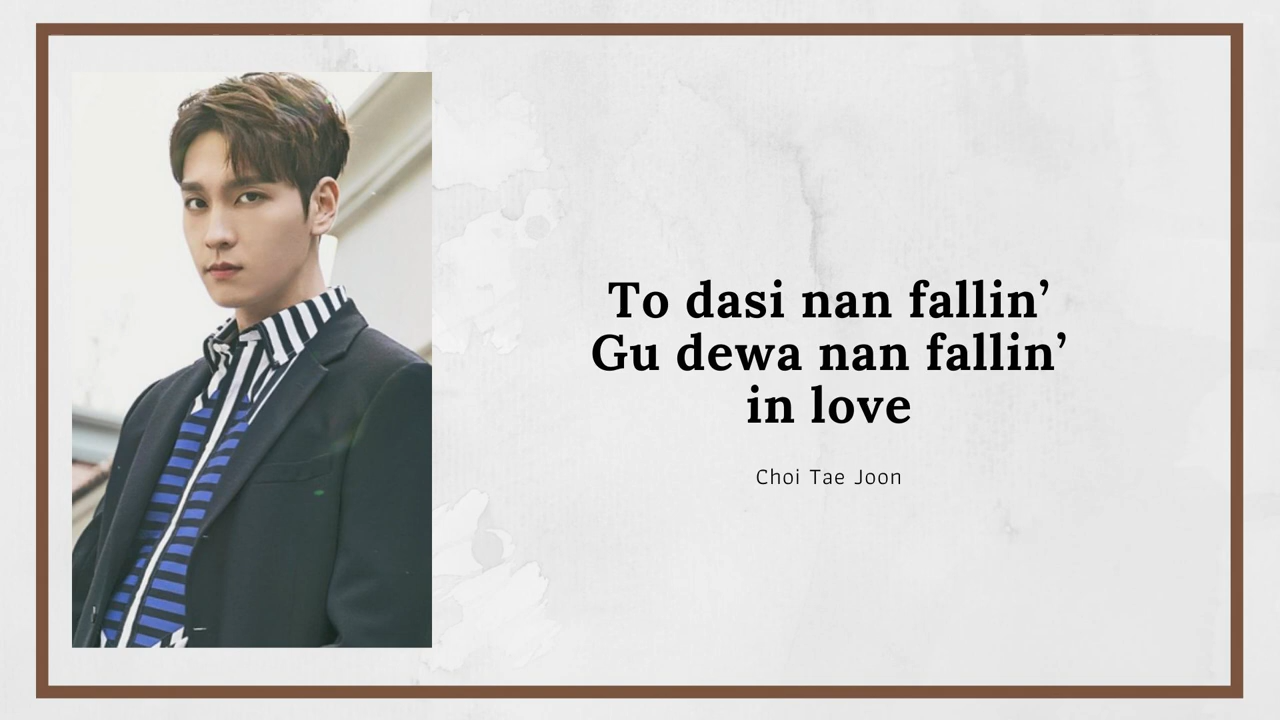 To dasi nan fallin’
Gu dewa nan fallin’
in love
Choi Tae Joon